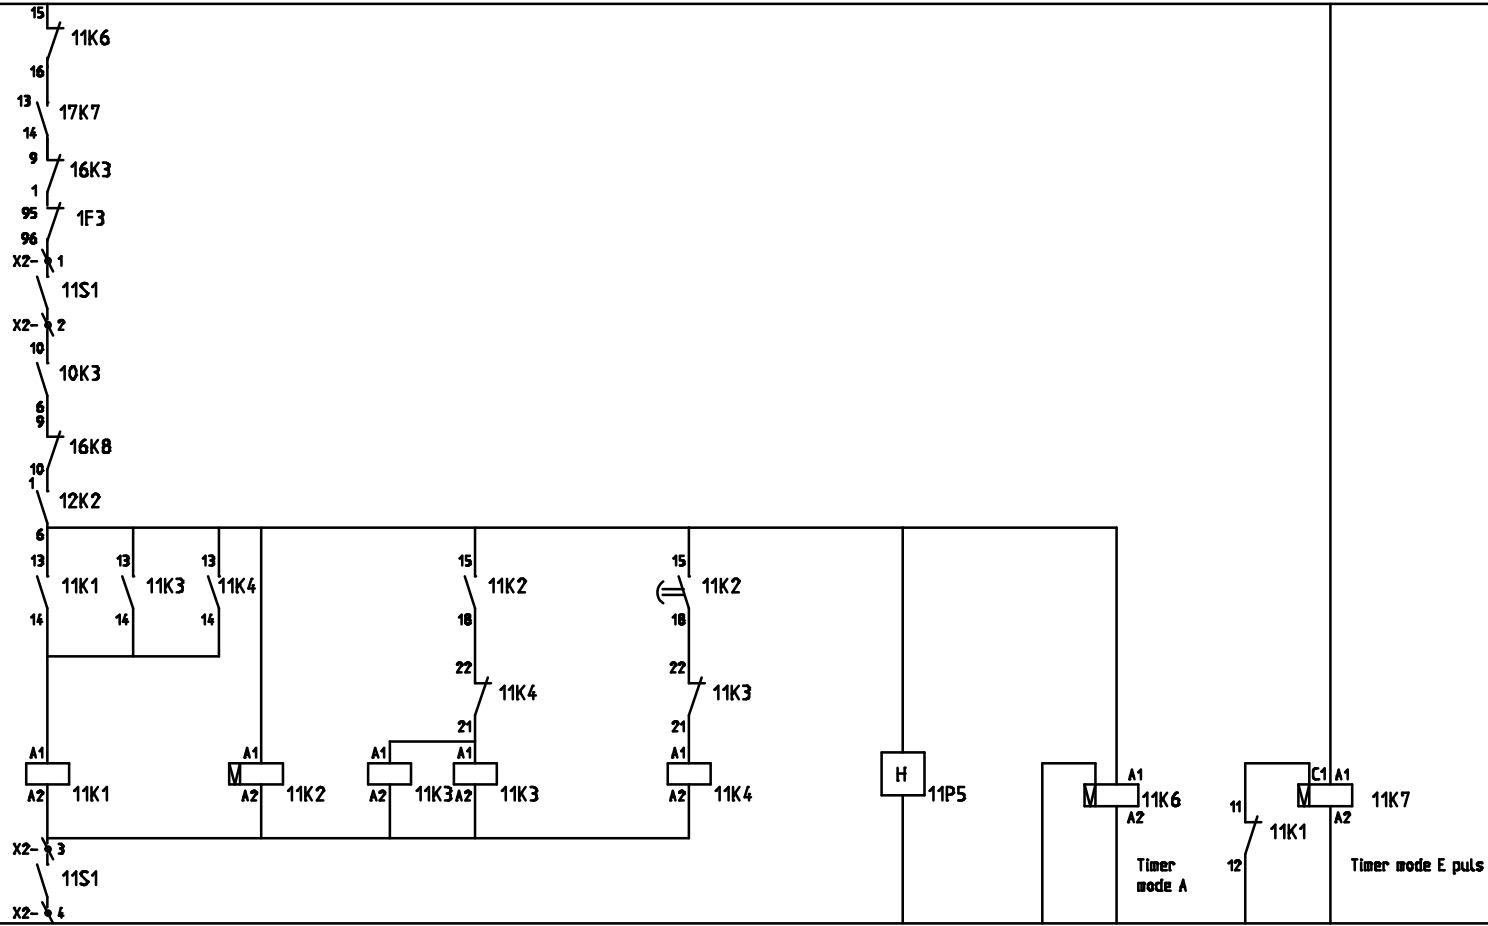 15
11K6
16
13
17K7
14
9
16K3
1
95
1F3
96
X2- 1
11S1
X2- 2
10
10K3
6
9
16K8
10
1
12K2
6
13 13 13 15 15
11K1 11K3 11K4 11K2 11K2
14 14 14 18 18
22 22
11K4 11K3
21 21
A1 A1 A1 A1 A1
H
C1 A1
A1
11K1 11K2 11K3 11K3 11K4 11P5 11K6 11K7
A2 A2 A2 A2 A2
11
A2 A2
11K1
X2- 3
12
Timer
mode A
Timer mode E puls
11S1
X2- 4